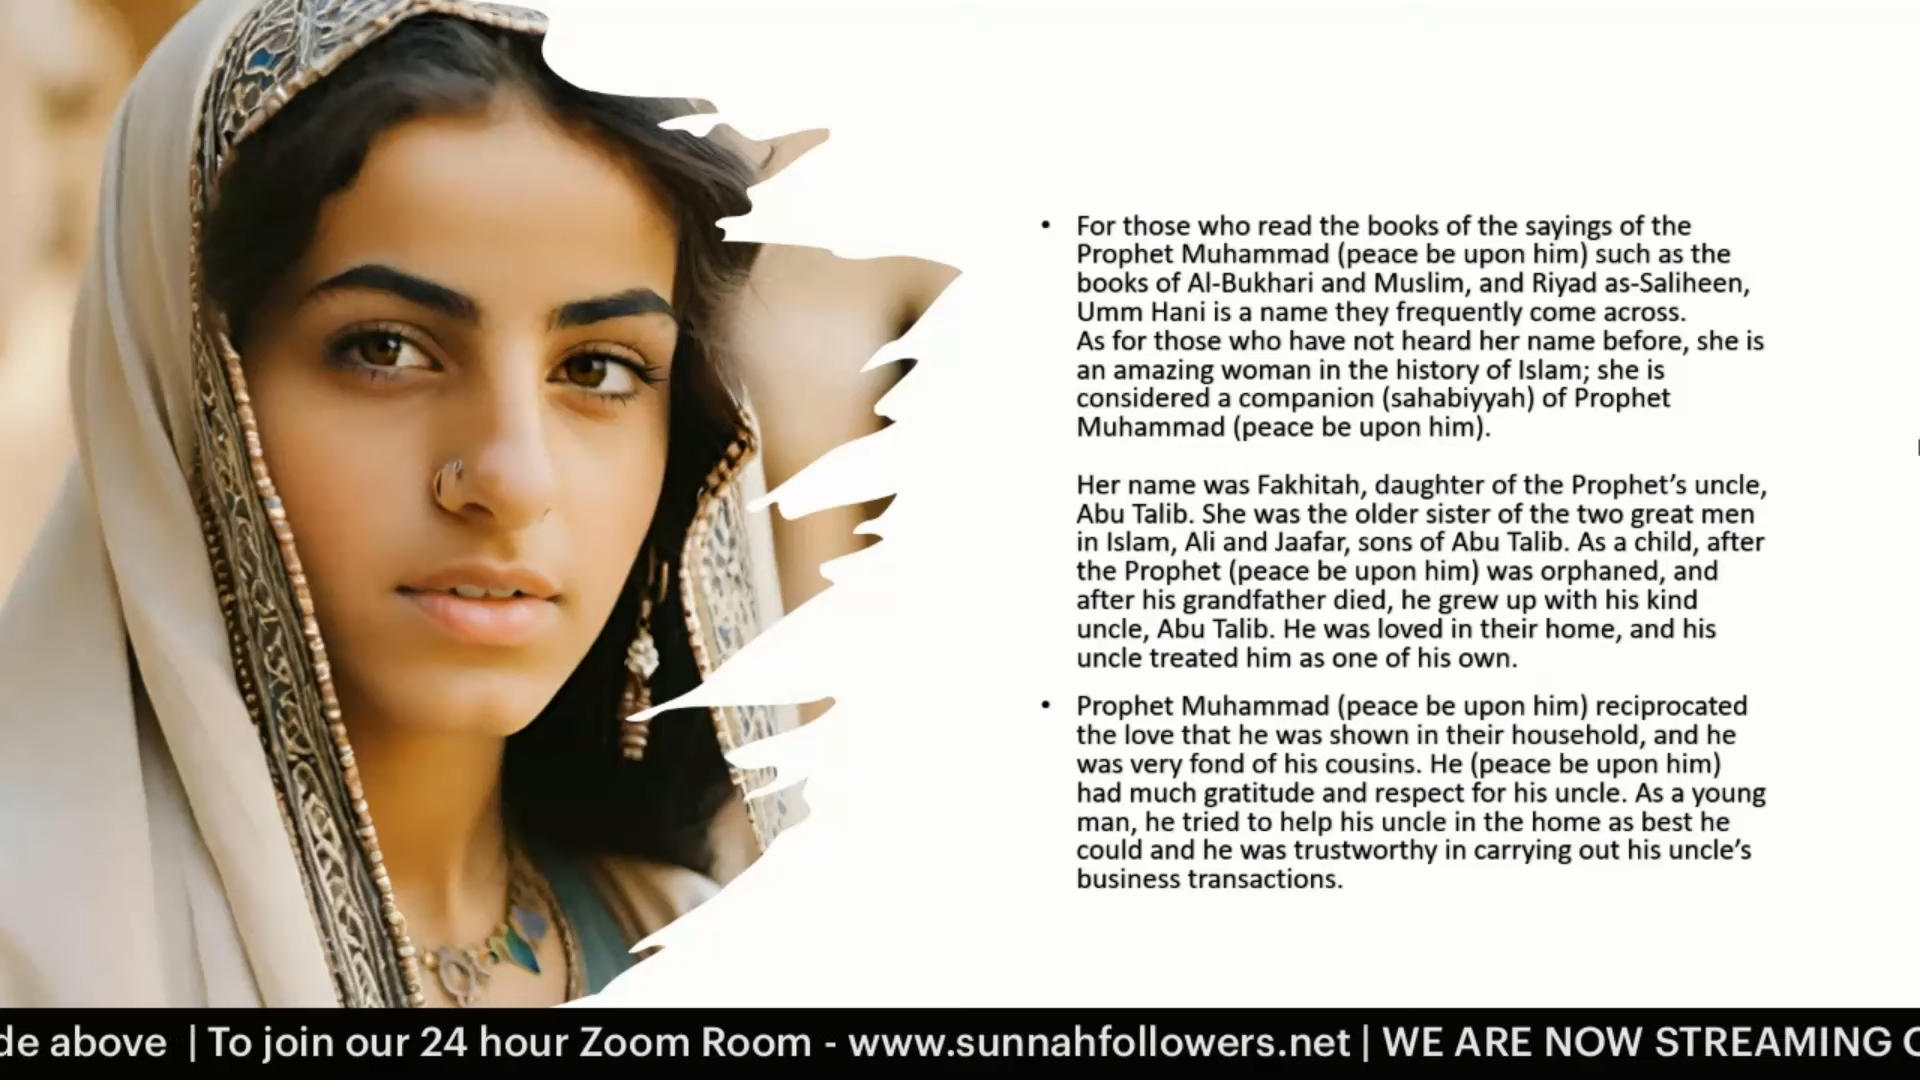 • For those who read the books of the sayings of the
Prophet Muhammad (peace be upon him) such as the
books of Al-Bukhari and Muslim, and Riyad as-Saliheen,
Umm Hani is a name they frequently come across.
As for those who have not heard her name before, she is
an amazing woman in the history of Islam; she is
considered a companion (sahabiyyah) of Prophet
Muhammad (peace be upon him).
Her name was Fakhitah, daughter of the Prophet’s uncle,
Abu Talib. She was the older sister of the two great men
in Islam, Ali and Jaafar, sons of Abu Talib. As a child, after
the Prophet (peace be upon him) was orphaned, and
after his grandfather died, he grew up with his kind
uncle, Abu Talib. He was loved in their home, and his
uncle treated him as one of his own.
• Prophet Muhammad (peace be upon him) reciprocated
the love that he was shown in their household, and he
was very fond of his cousins. He (peace be upon him)
had much gratitude and respect for his uncle. As a young
man, he tried to help his uncle in the home as best he
could and he was trustworthy in carrying out his uncle’s
business transactions.
de above | To join our 24 hour Zoom Room - www.sunnahfollowers.net | WE ARE NOW STREAMING